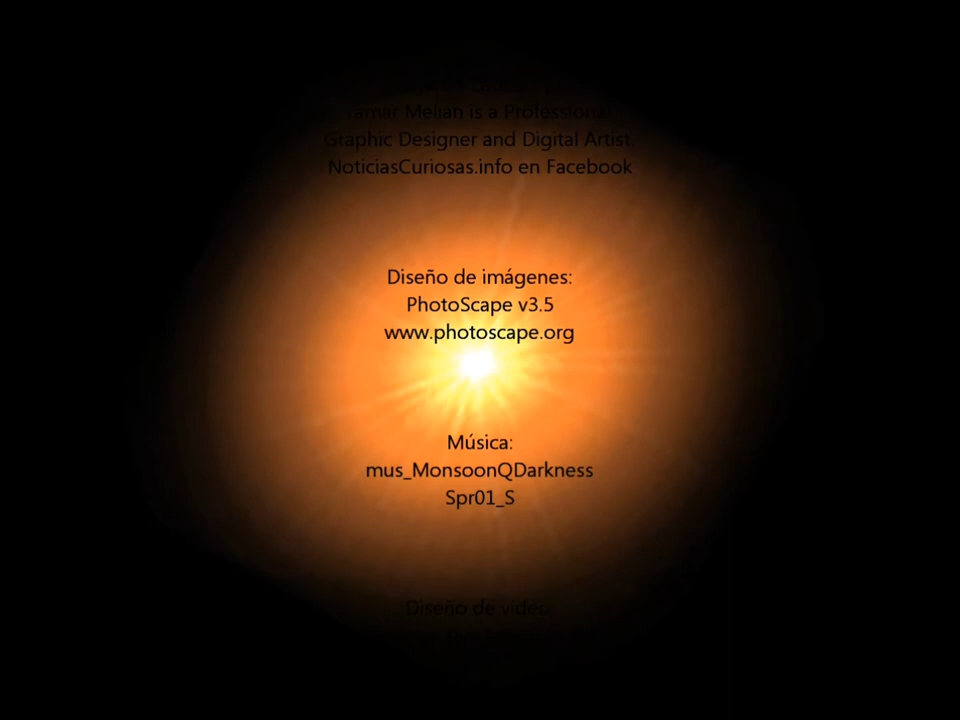 Tamar Melian is a Professional
Graphic Designer and Digital Artist.
NoticiasCuriosas.info en Facebook
Diseño de imágenes:
PhotoScape v3.5
www.photoscape.org
Música:
mus_MonsoonQDarkness
Spr01_S
Diseño de video: